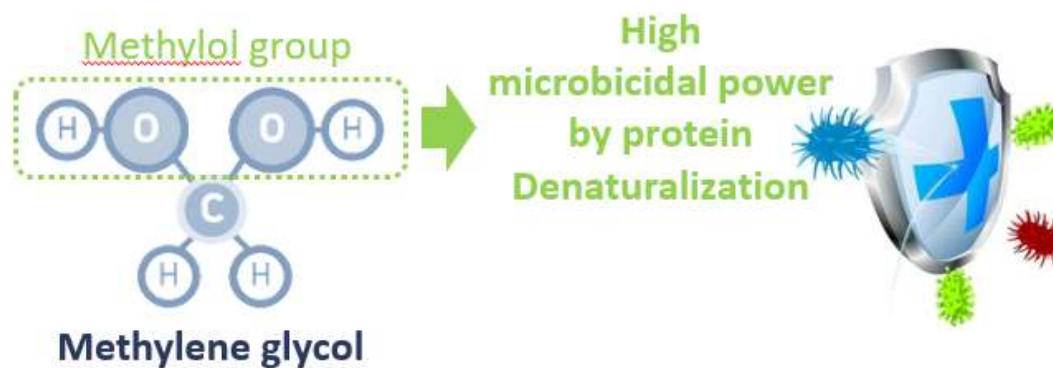 Methylol group
H O O H
C
H H
Methylene glycol
High
microbicidal power
by protein
Denaturalization